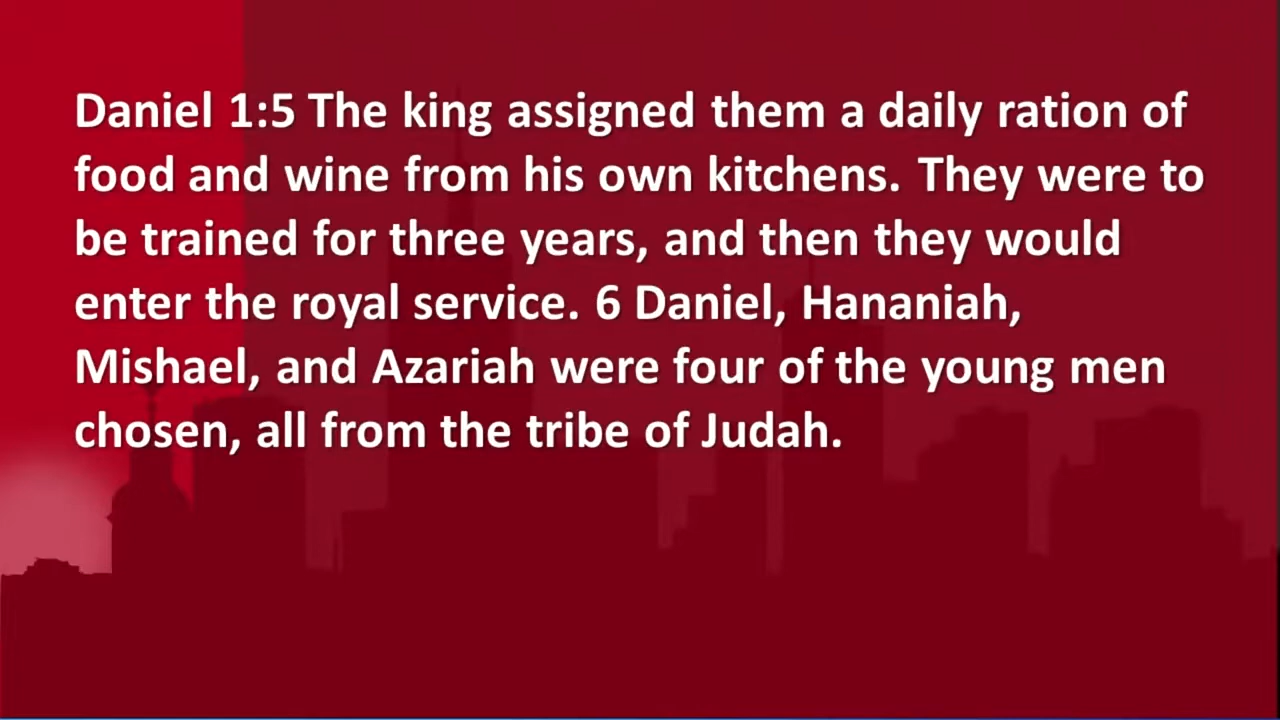 Daniel 1:5 The king assigned them a daily ration of
food and wine from his own kitchens. They were to
be trained for three years, and then they would
enter the royal service. 6 Daniel, Hananiah,
Mishael, and Azariah were four of the young men
chosen, all from the tribe of Judah.